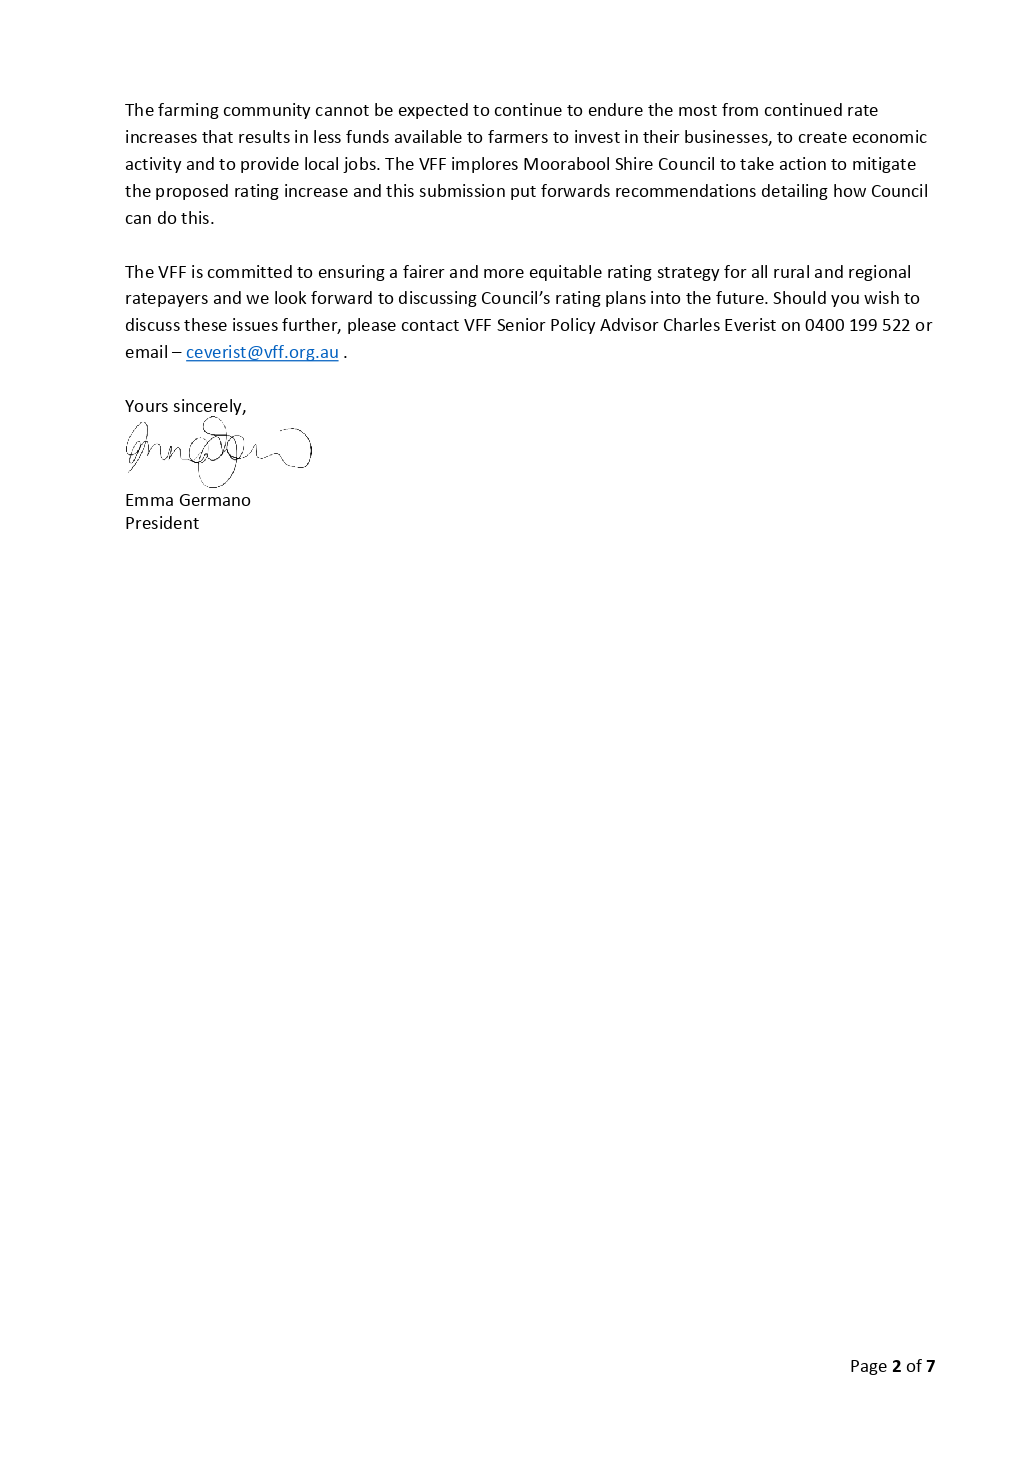 The farming community cannot be expected to continue to endure the most from continued rate
increases that results in less funds available to farmers to invest in their businesses, to create economic
activity and to provide local jobs. The VFF implores Moorabool Shire Council to take action to mitigate
the proposed rating increase and this submission put forwards recommendations detailing how Council
can do this.
The VFF is committed to ensuring a fairer and more equitable rating strategy for all rural and regional
ratepayers and we look forward to discussing Council’s rating plans into the future. Should you wish to
discuss these issues further, please contact VFF Senior Policy Advisor Charles Everist on 0400 199 522 or
email – ceverist@vff.org.au .
Yours sincerely,
Emma Germano
President
Page 2 of 7